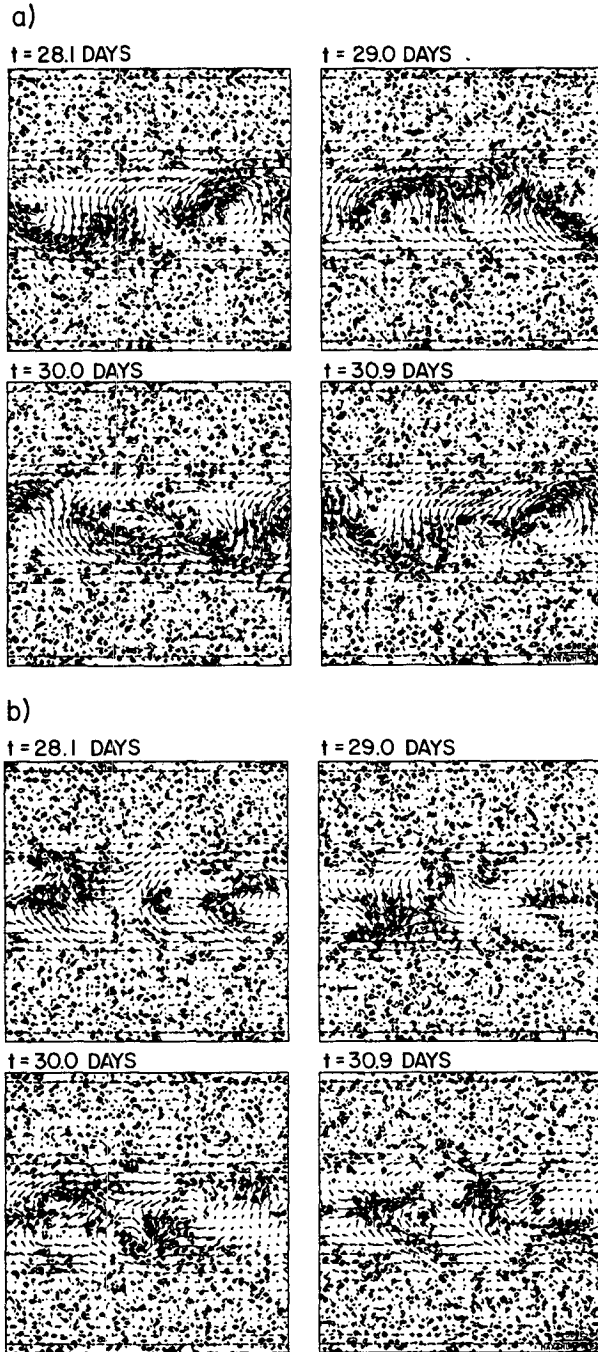 a)
t = 28.1 DAYS
t = 29.0 DAYS
t = 30.0 DAYS
t = 30.9 DAYS
b)
t = 28.1 DAYS
t = 29.0 DAYS
t = 30.0 DAYS
t = 30.9 DAYS